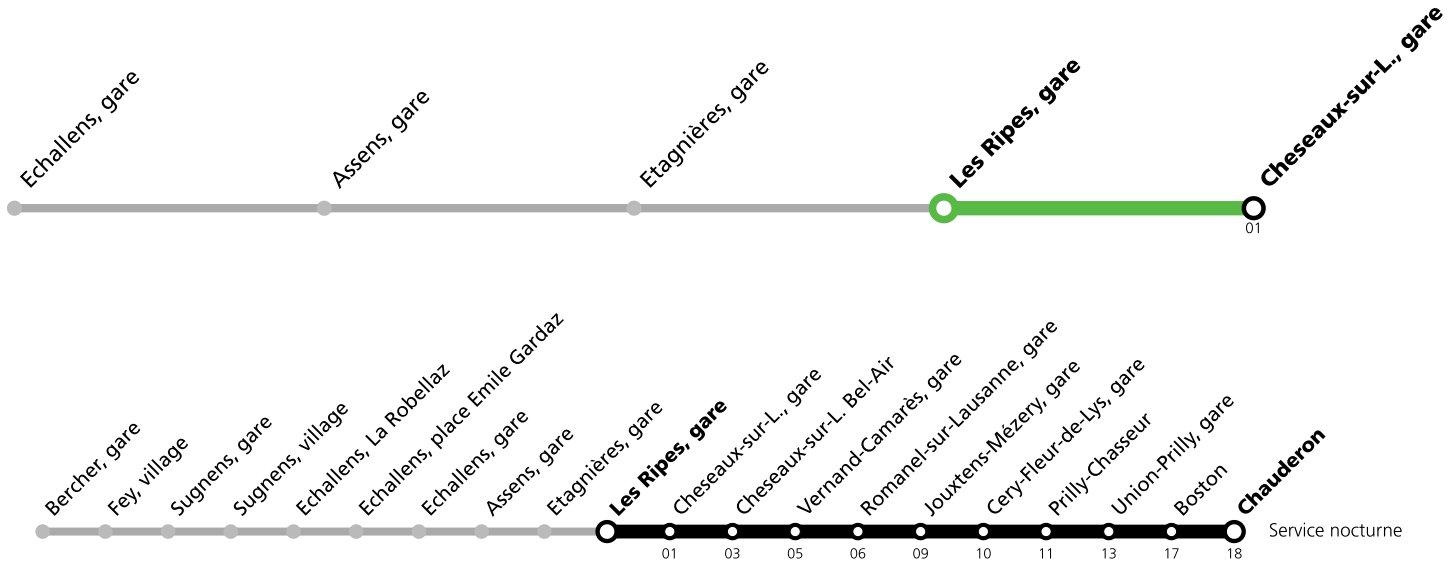 Echallens, gare
Assens, gare
Etagnières, gare
Les Ripes, gare
Cheseaux-sur-L., gare
01
Bercher, gare
Fey, village
Sugnens, gare
Sugnens, village
Echallens, La Robellaz
Echallens, place Emile Gardaz
Echallens, gare
Assens, gare
Etagnières, gare
Les Ripes, gare
Cheseaux-sur-L., gare
Cheseaux-sur-L. Bel-Air
Vernand-Camarès, gare
Romanel-sur-Lausanne, gare
Jouxtens-Mézery, gare
Cery-Fleur-de-Lys, gare
Prilly-Chasseur
Union-Prilly, gare
Boston
Chauderon
Service nocturne
01 03 05 06 09 10 11 13 17 18